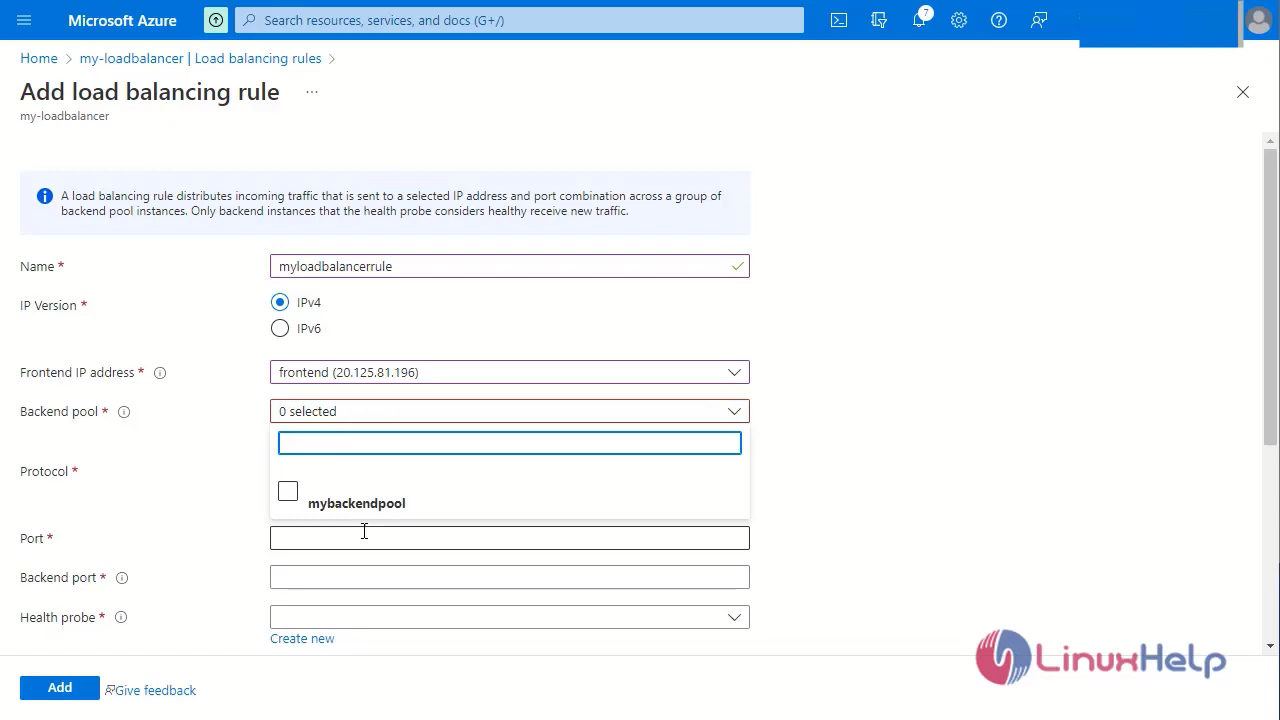 Microsoft Azure
Search resources, services, and docs (G+/)
7
Home > my-loadbalancer | Load balancing rules >
Add load balancing rule ...
my-loadbalancer
A load balancing rule distributes incoming traffic that is sent to a selected IP address and port combination across a group of
backend pool instances. Only backend instances that the health probe considers healthy receive new traffic.
Name *
myloadbalancerrule
IP Version *
IPv4
IPv6
Frontend IP address *
frontend (20.125.81.196)
Backend pool *
0 selected
Protocol *
mybackendpool
Port *
Backend port *
Health probe *
Create new
LinuxHelp
Add
Give feedback